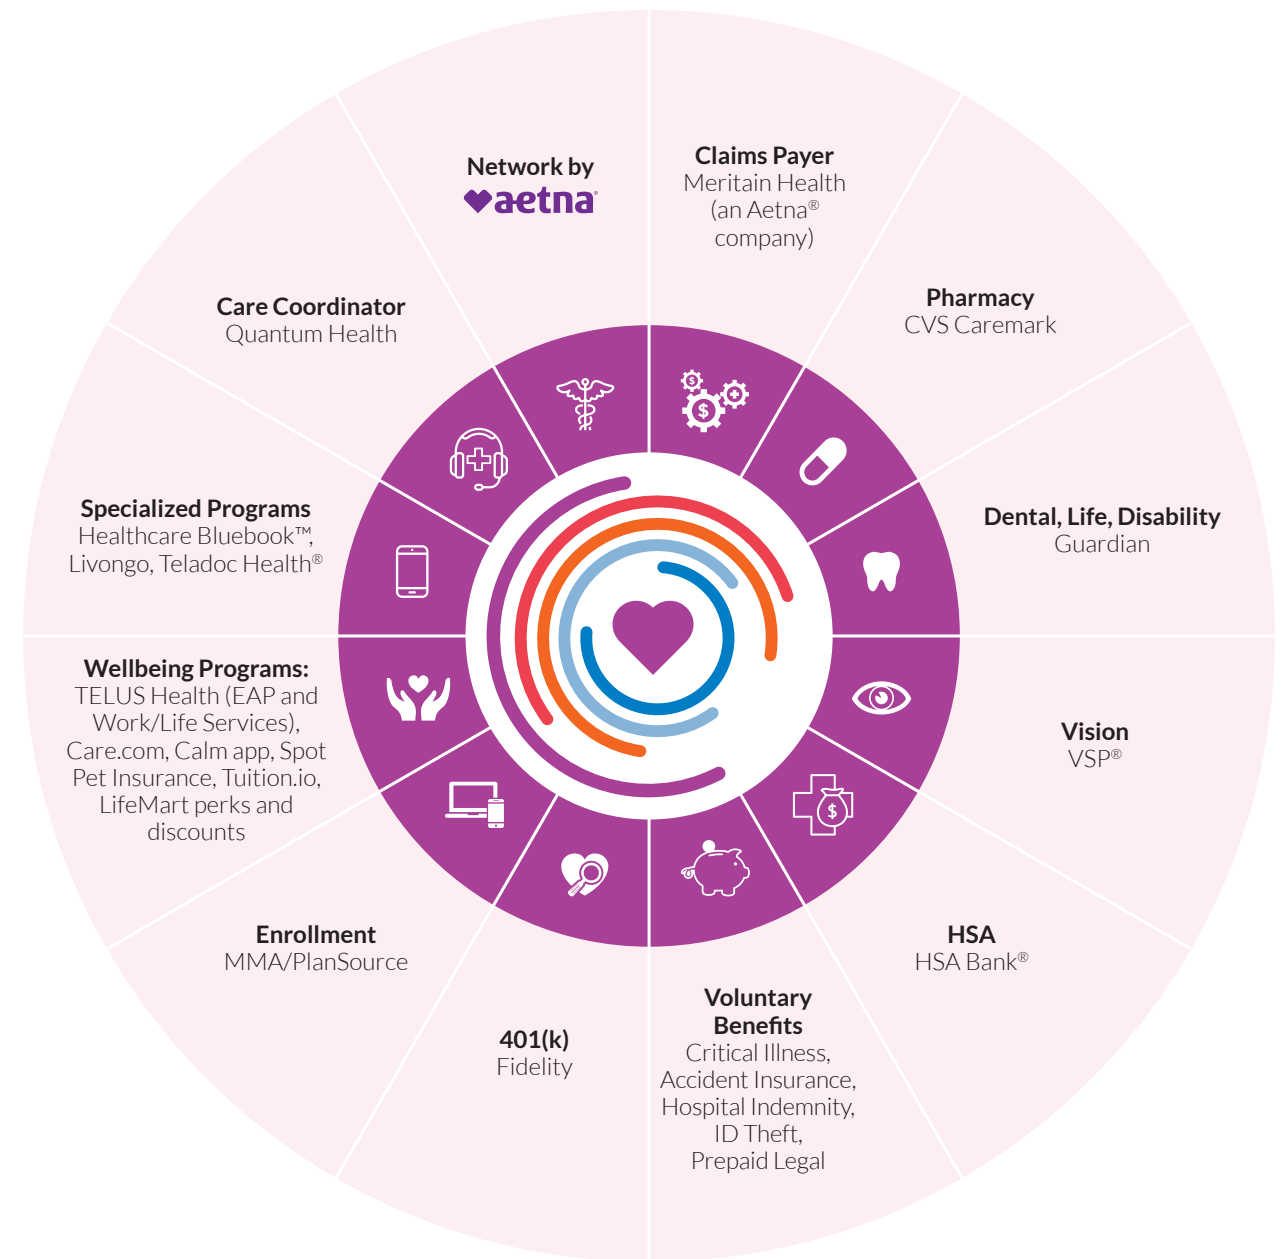 Network by
aetna®
Claims Payer
Meritain Health
(an Aetna®
company)
Pharmacy
CVS Caremark
Dental, Life, Disability
Guardian
Vision
VSP®
HSA
HSA Bank®
Voluntary
Benefits
Critical Illness,
Accident Insurance,
Hospital Indemnity,
ID Theft,
Prepaid Legal
401(k)
Fidelity
Enrollment
MMA/PlanSource
Wellbeing Programs:
TELUS Health (EAP and
Work/Life Services),
Care.com, Calm app, Spot
Pet Insurance, Tuition.io,
LifeMart perks and
discounts
Specialized Programs
Healthcare Bluebook™,
Livongo, Teladoc Health®
Care Coordinator
Quantum Health